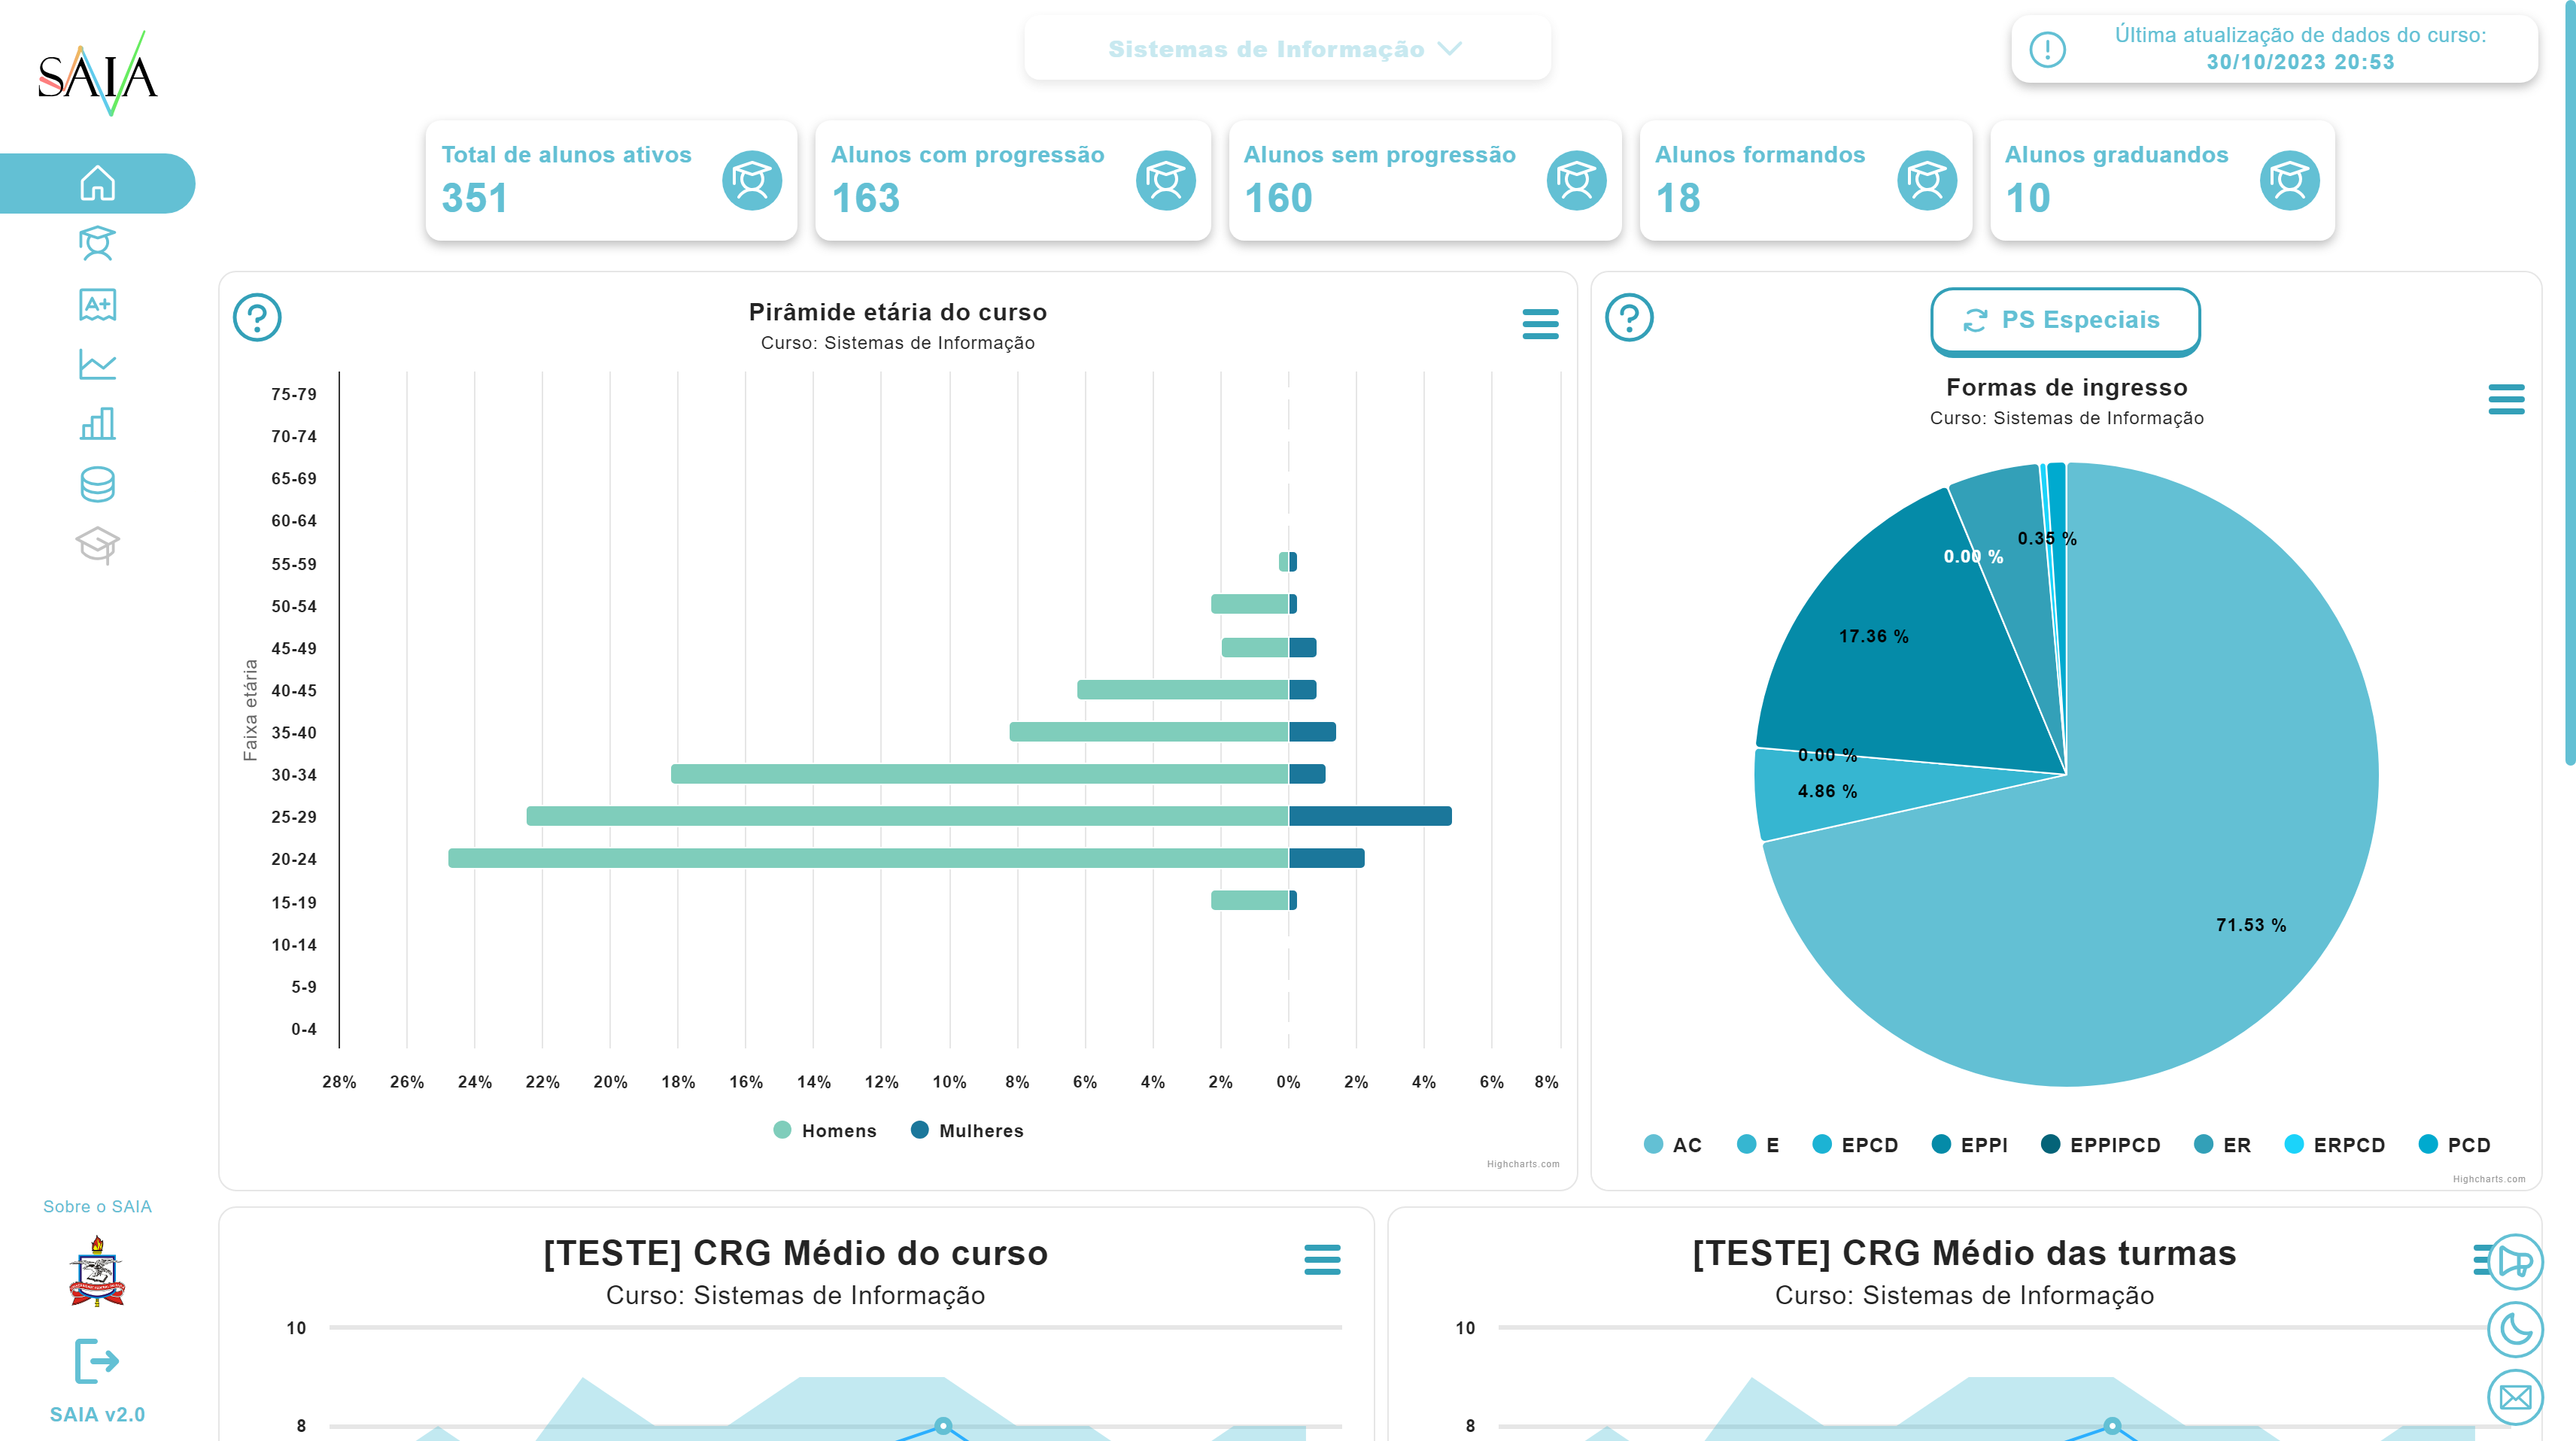 SAIA
Sistemas de Informação
Última atualização de dados do curso:
30/10/2023 20:53
Total de alunos ativos
351
Alunos com progressão
163
Alunos sem progressão
160
Alunos formandos
18
Alunos graduandos
10
A+
Pirâmide etária do curso
Curso: Sistemas de Informação
Faixa etária
75-79
70-74
65-69
60-64
55-59
50-54
45-49
40-45
35-40
30-34
25-29
20-24
15-19
10-14
5-9
0-4
28% 26% 24% 22% 20% 18% 16% 14% 12% 10% 8% 6% 4% 2% 0% 2% 4% 6% 8%
Homens Mulheres
Highcharts.com
PS Especiais
Formas de ingresso
Curso: Sistemas de Informação
0.35 %
0.00 %
17.36 %
0.00 %
4.86 %
71.53 %
AC E EPCD EPPI EPPIPCD ER ERPCD PCD
Highcharts.com
[TESTE] CRG Médio do curso
Curso: Sistemas de Informação
10
8
[TESTE] CRG Médio das turmas
Curso: Sistemas de Informação
10
8
Sobre o SAIA
SAIA v2.0